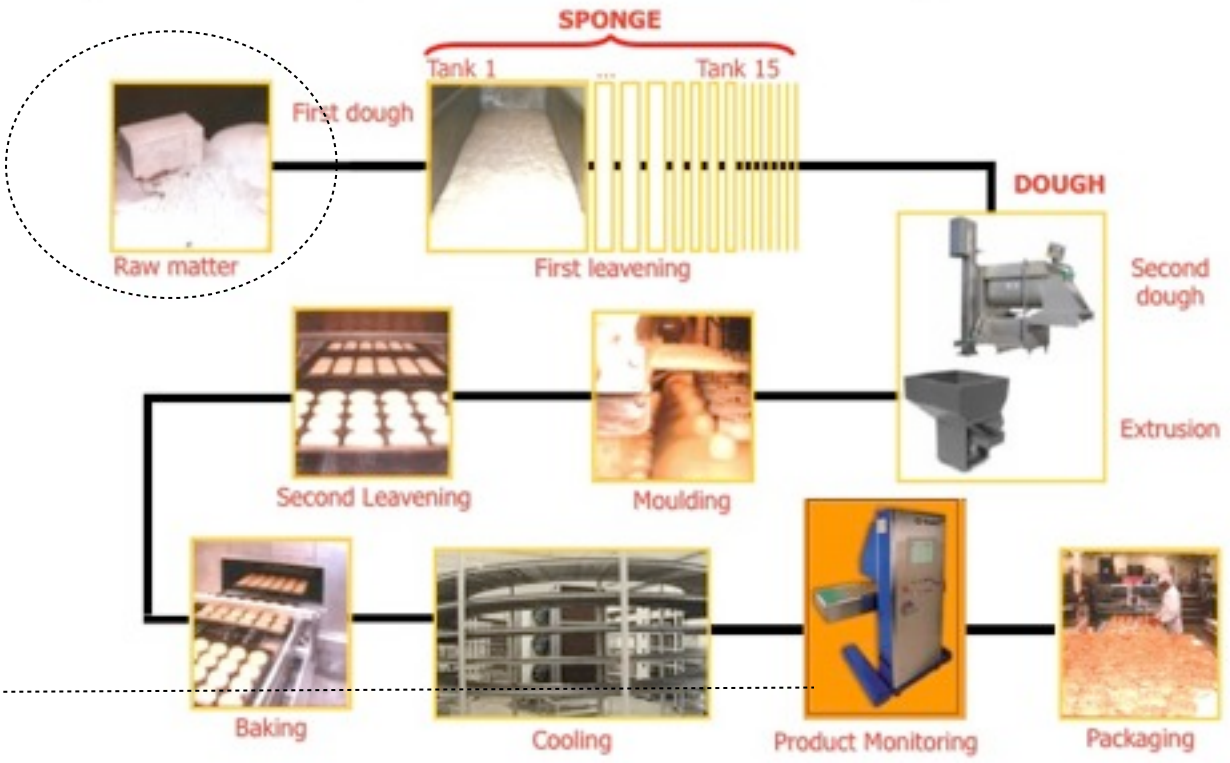 SPONGE
Tank 1 ... Tank 15
First dough
Raw matter
First leavening
DOUGH
Second
dough
Extrusion
Second Leavening
Moulding
Baking
Cooling
Product Monitoring
Packaging